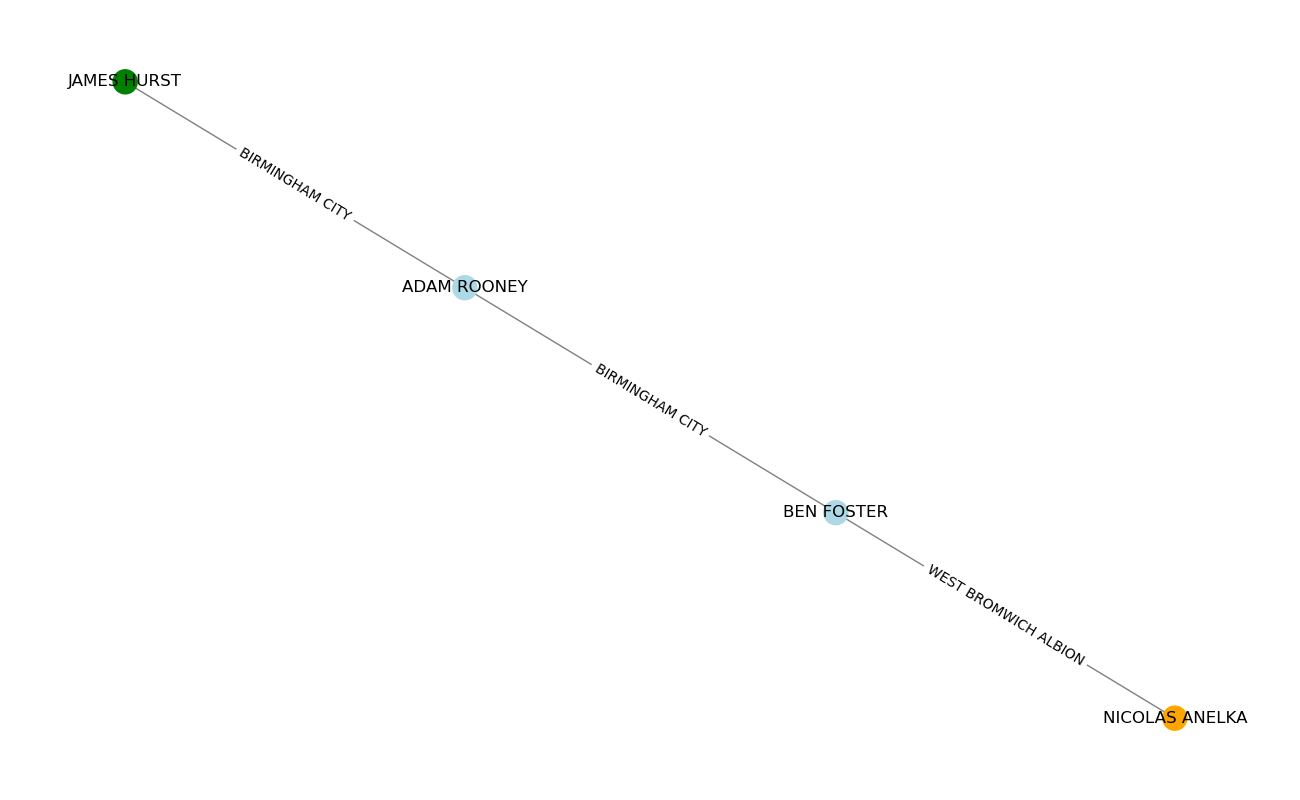 JAMES HURST
BIRMINGHAM CITY
ADAM ROONEY
BIRMINGHAM CITY
BEN FOSTER
WEST BROMWICH ALBION
NICOLAS ANELKA